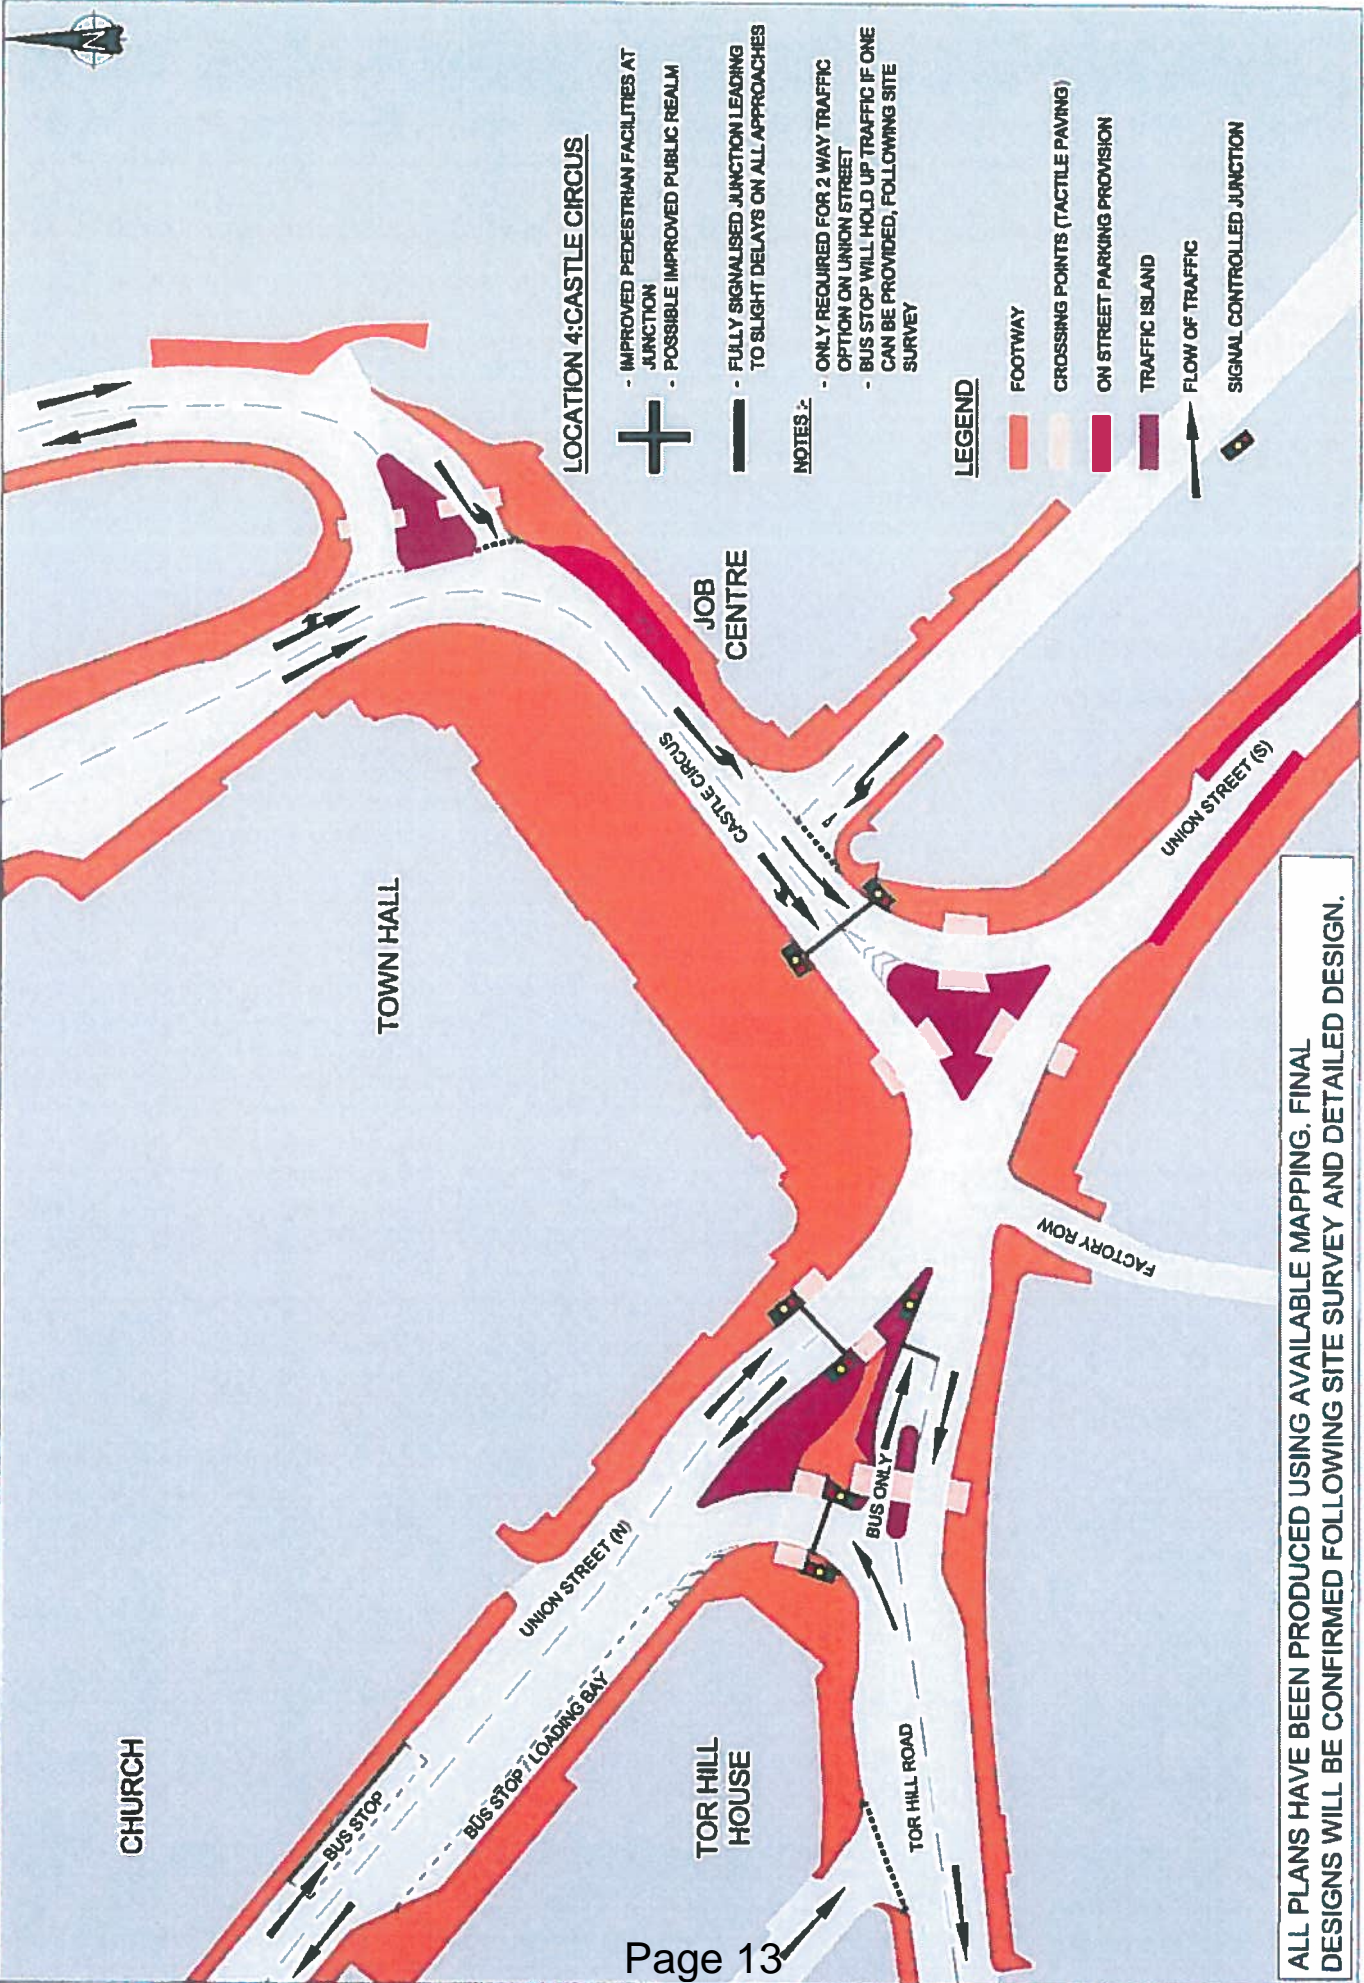 N
CHURCH
TOWN HALL
BUS STOP
UNION STREET (N)
BUS STOP / LOADING BAY
TOR HILL
HOUSE
TOR HILL ROAD
BUS ONLY
CASTLE CIRCUS
JOB
CENTRE
FACTORY ROW
UNION STREET (S)
LOCATION 4:CASTLE CIRCUS
- IMPROVED PEDESTRIAN FACILITIES AT
JUNCTION
- POSSIBLE IMPROVED PUBLIC REALM
- FULLY SIGNALISED JUNCTION LEADING
TO SLIGHT DELAYS ON ALL APPROACHES
NOTES :-
- ONLY REQUIRED FOR 2 WAY TRAFFIC
OPTION ON UNION STREET
- BUS STOP WILL HOLD UP TRAFFIC IF ONE
CAN BE PROVIDED, FOLLOWING SITE
SURVEY
LEGEND
FOOTWAY
CROSSING POINTS (TACTILE PAVING)
ON STREET PARKING PROVISION
TRAFFIC ISLAND
FLOW OF TRAFFIC
SIGNAL CONTROLLED JUNCTION
ALL PLANS HAVE BEEN PRODUCED USING AVAILABLE MAPPING. FINAL
DESIGNS WILL BE CONFIRMED FOLLOWING SITE SURVEY AND DETAILED DESIGN.
Page 13